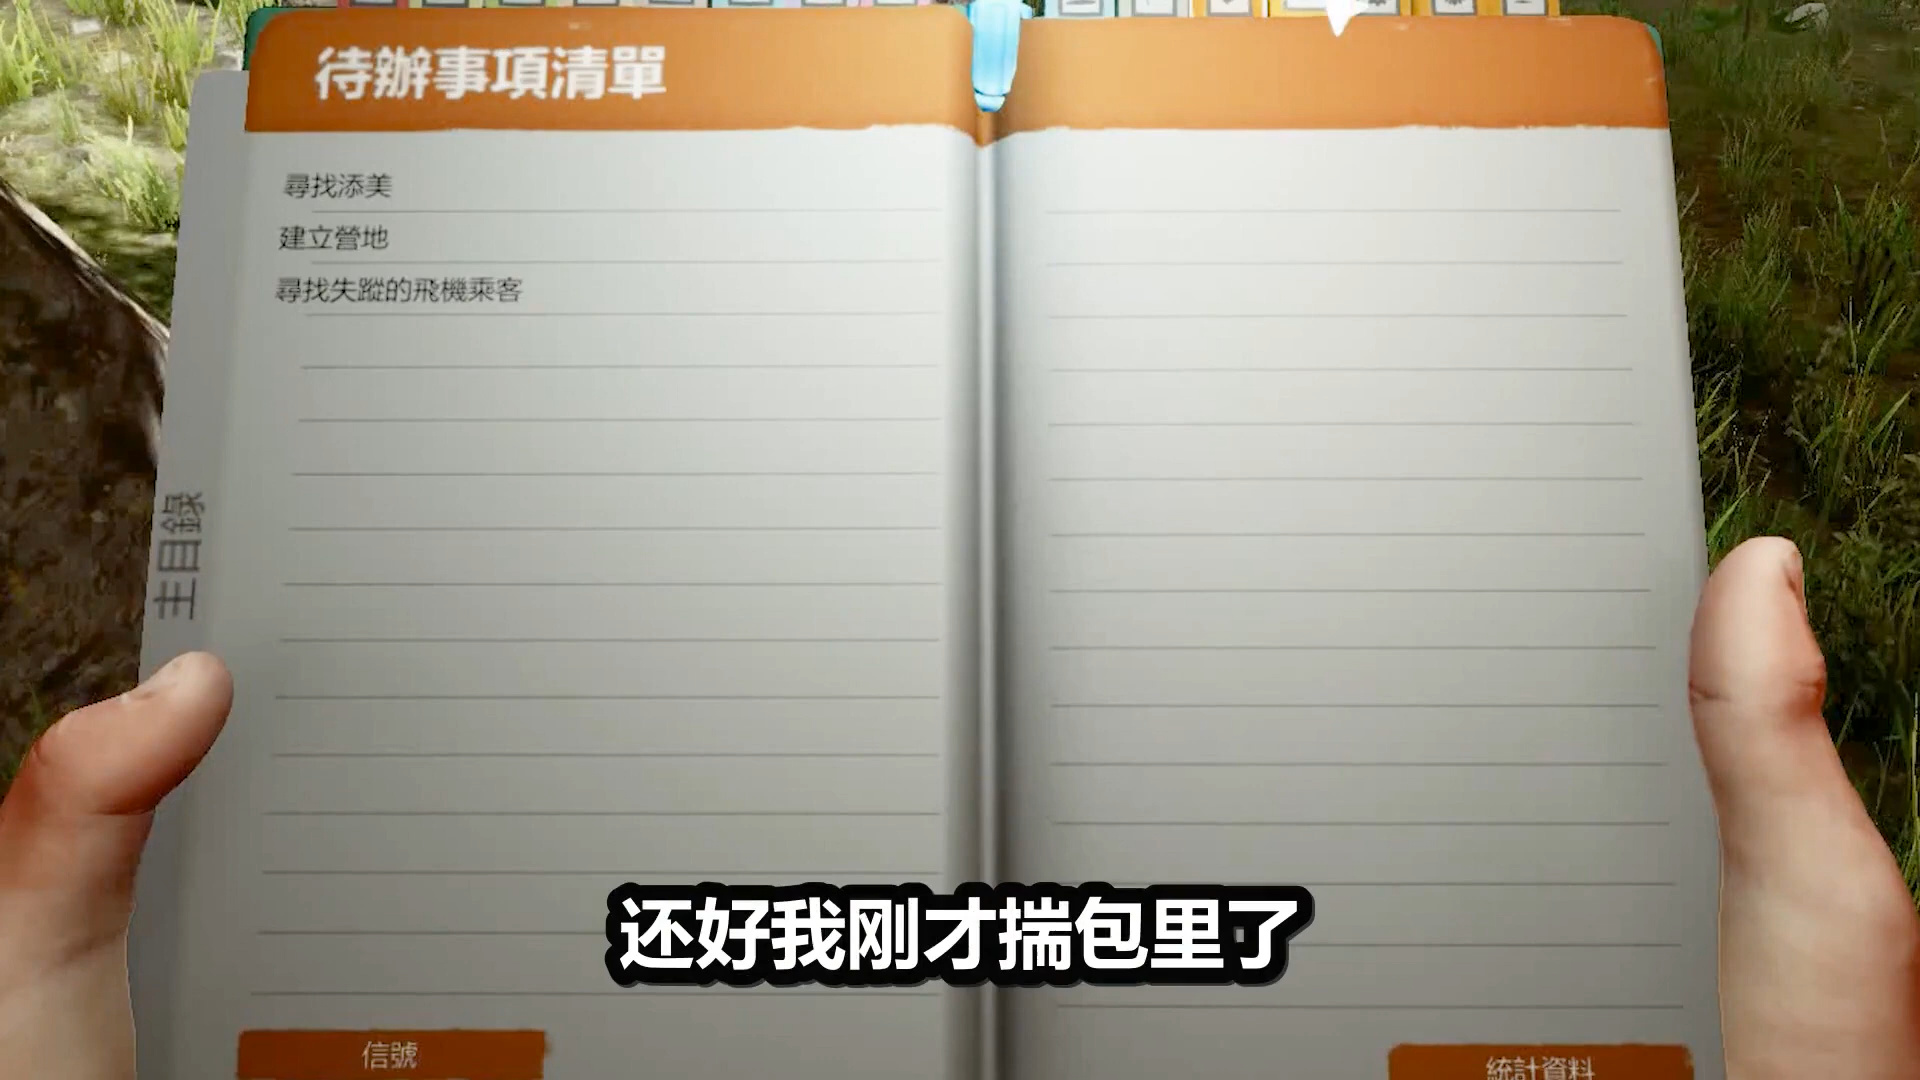 待辦事項清單
尋找添美
建立營地
尋找失蹤的飛機乘客
主目錄
还好我刚才揣包里了
信號
統計資料